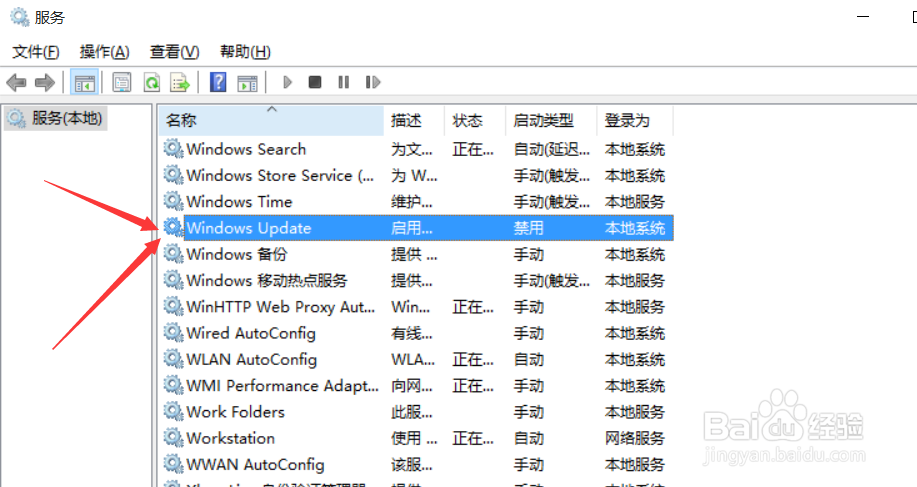 服务
文件(F) 操作(A) 查看(V) 帮助(H)
服务(本地)
名称 描述 状态 启动类型 登录为
Windows Search 为文... 正在... 自动(延迟... 本地系统
Windows Store Service (... 为 W... 手动(触发... 本地系统
Windows Time 维护... 手动(触发... 本地服务
Windows Update 启用... 禁用 本地系统
Windows 备份 提供 ... 手动 本地系统
Windows 移动热点服务 提供... 手动(触发... 本地服务
WinHTTP Web Proxy Aut... Win... 正在... 手动 本地服务
Wired AutoConfig 有线... 手动 本地系统
WLAN AutoConfig WLA... 正在... 自动 本地系统
WMI Performance Adapt... 向网... 正在... 手动 本地系统
Work Folders 此服... 手动 本地服务
Workstation 使用 ... 正在... 自动 网络服务
WWAN AutoConfig 该服... 手动 本地服务
Baidu 经验
jingyan.baidu.com